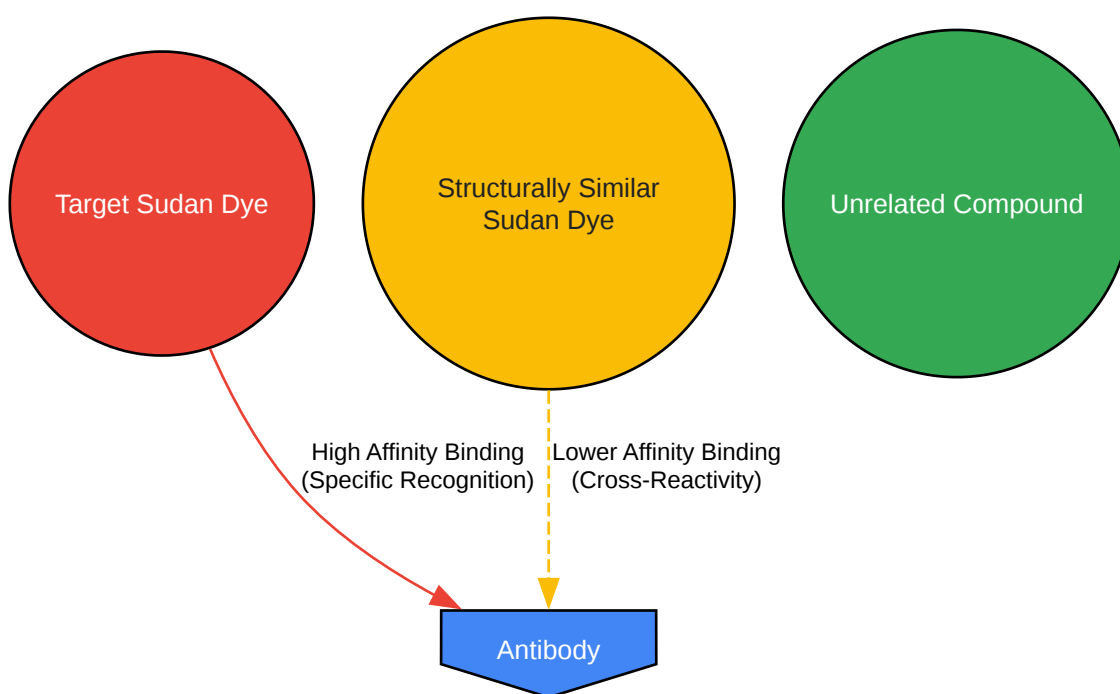 Target Sudan Dye
Structurally Similar
Sudan Dye
Unrelated Compound
High Affinity Binding
(Specific Recognition)
Lower Affinity Binding
(Cross-Reactivity)
Antibody